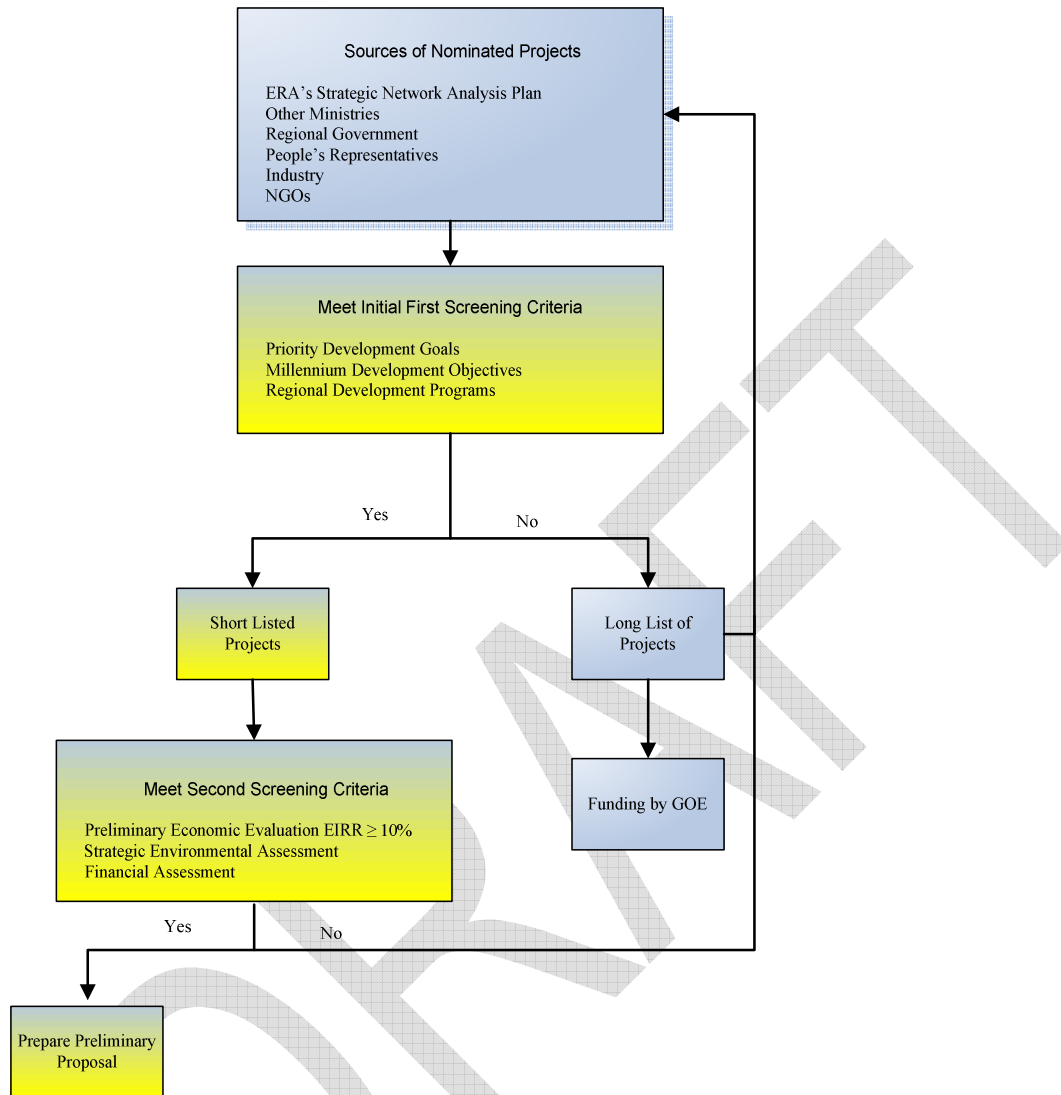 Sources of Nominated Projects
ERA's Strategic Network Analysis Plan
Other Ministries
Regional Government
People's Representatives
Industry
NGOs
Meet Initial First Screening Criteria
Priority Development Goals
Millennium Development Objectives
Regional Development Programs
Yes
No
Short Listed
Projects
Long List of
Projects
Meet Second Screening Criteria
Preliminary Economic Evaluation EIRR ≥ 10%
Strategic Environmental Assessment
Financial Assessment
Funding by GOE
Yes
No
Prepare Preliminary
Proposal
DRAFT